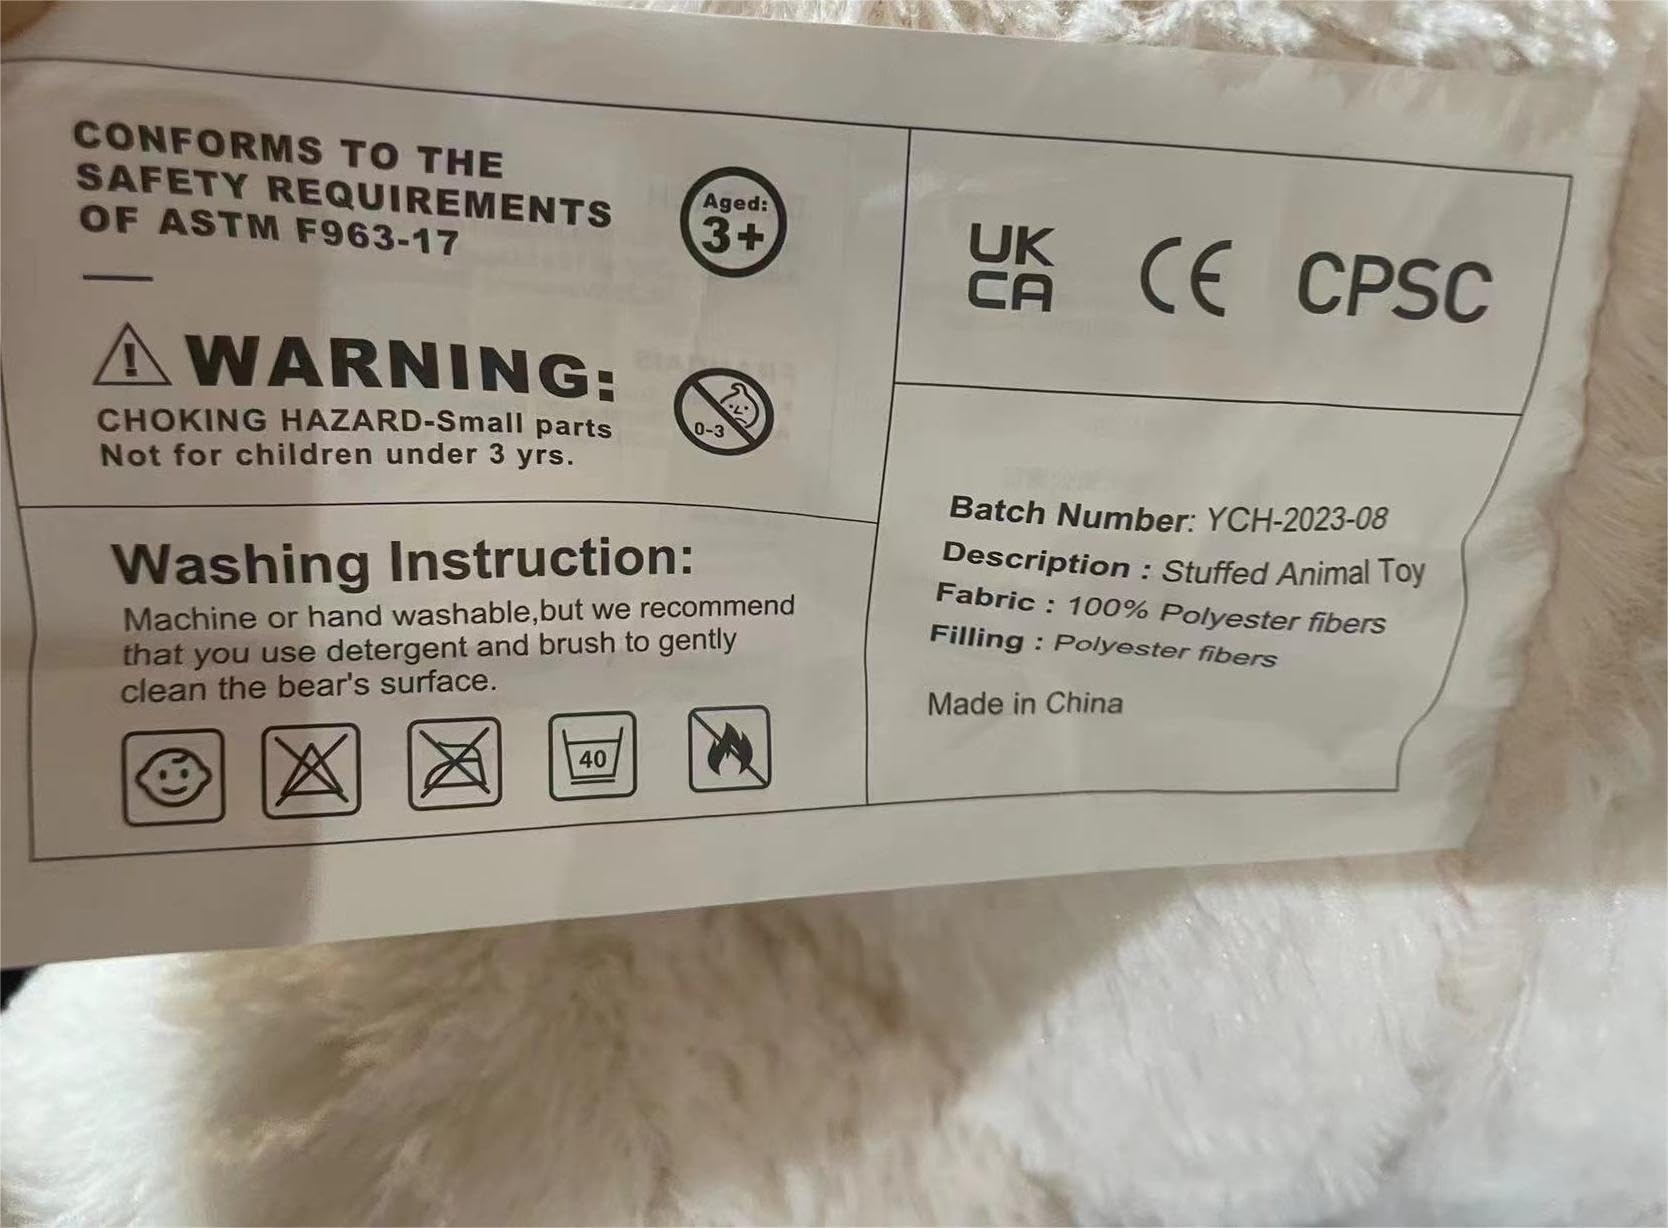 CONFORMS TO THE
SAFETY REQUIREMENTS
OF ASTM F963-17
Aged:
3+
WARNING:
CHOKING HAZARD-Small parts
Not for children under 3 yrs.
0-3
Washing Instruction:
Machine or hand washable,but we recommend
that you use detergent and brush to gently
clean the bear's surface.
40
UK
CA
CE
CPSC
Batch Number: YCH-2023-08
Description : Stuffed Animal Toy
Fabric : 100% Polyester fibers
Filling : Polyester fibers
Made in China